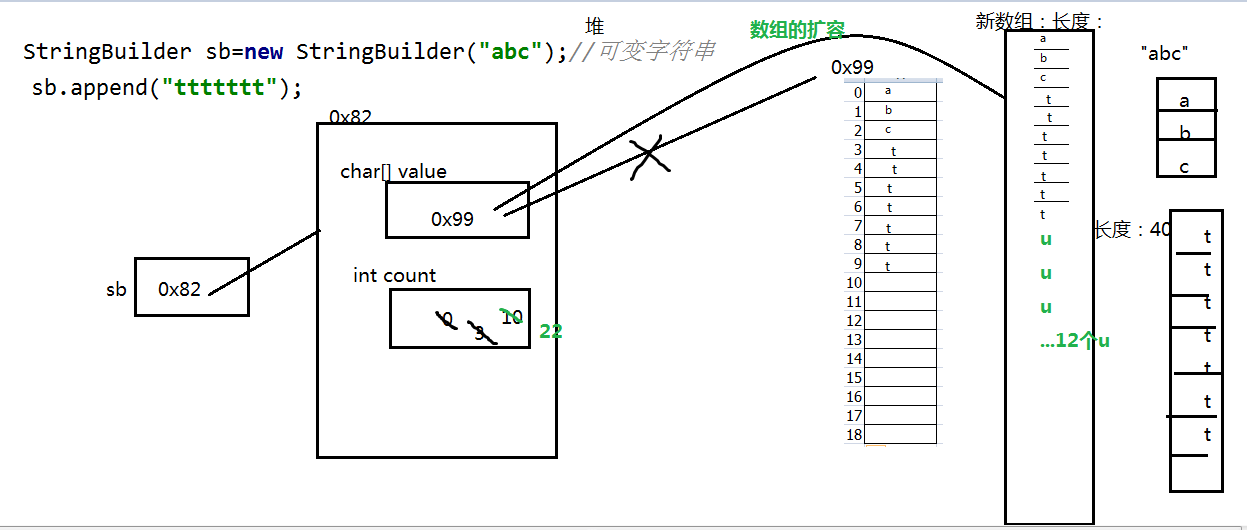 堆
StringBuilder sb=new StringBuilder("abc");//可变字符串
sb.append("ttttttt");
sb
0x82
0x82
char[] value
0x99
int count
0
3
10
22
数组的扩容
0x99
0 a
1 b
2 c
3 t
4 t
5 t
6 t
7 t
8 t
9 t
10
11
12
13
14
15
16
17
18
新数组：长度：
a
b
c
t
t
t
t
t
t
t
u
u
u
...12个u
长度：40
"abc"
a
b
c
t
t
t
t
t
t
t